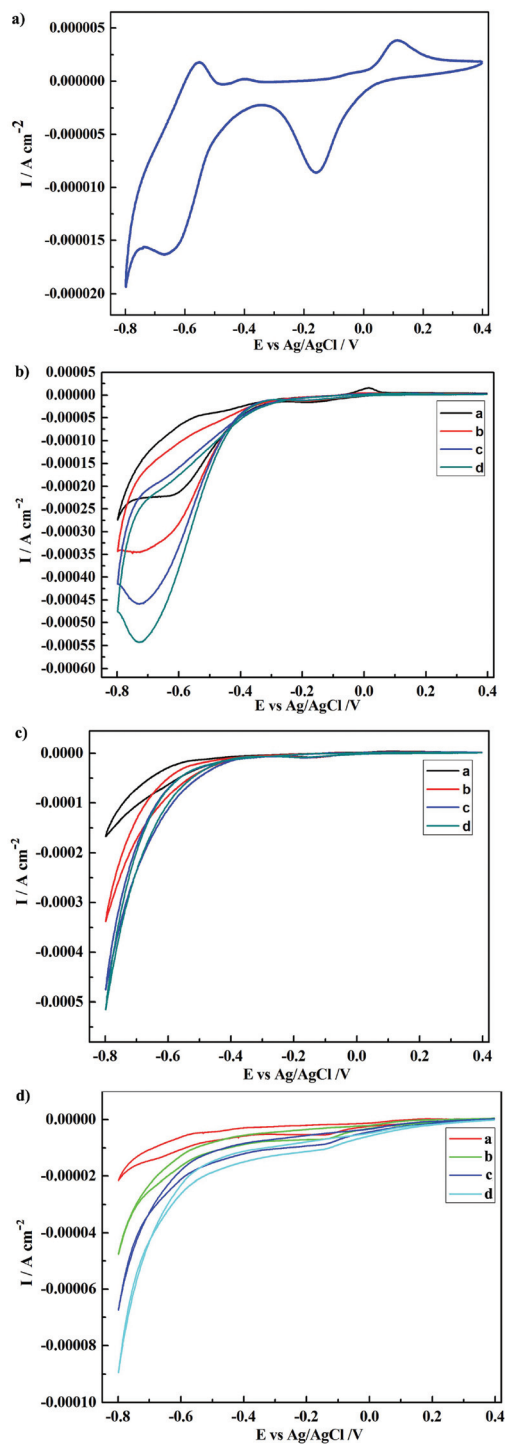 a)
0.000005
0.000000
-0.000005
-0.000010
-0.000015
-0.000020
I / A cm-2
-0.8 -0.6 -0.4 -0.2 0.0 0.2 0.4
E vs Ag/AgCl / V
b)
0.00005
0.00000
-0.00005
-0.00010
-0.00015
-0.00020
-0.00025
-0.00030
-0.00035
-0.00040
-0.00045
-0.00050
-0.00055
-0.00060
I / A cm-2
a
b
c
d
-0.8 -0.6 -0.4 -0.2 0.0 0.2 0.4
E vs Ag/AgCl /V
c)
0.0000
-0.0001
-0.0002
-0.0003
-0.0004
-0.0005
I / A cm-2
a
b
c
d
-0.8 -0.6 -0.4 -0.2 0.0 0.2 0.4
E vs Ag/AgCl /V
d)
0.00000
-0.00002
-0.00004
-0.00006
-0.00008
-0.00010
I / A cm-2
a
b
c
d
-0.8 -0.6 -0.4 -0.2 0.0 0.2 0.4
E vs Ag/AgCl /V